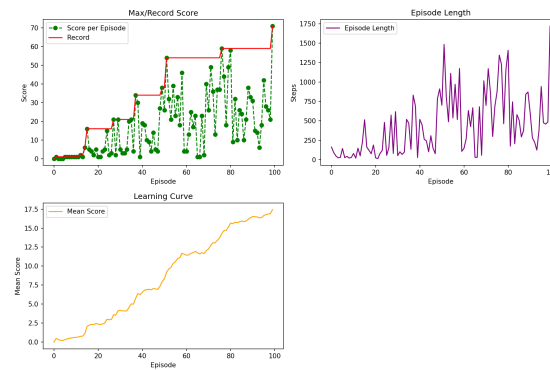 Max/Record Score
Score per Episode
Record
Score
70
60
50
40
30
20
10
0
0 20 40 60 80 100
Episode
Episode Length
Episode Length
Steps
1750
1500
1250
1000
750
500
250
0
0 20 40 60 80
Episode
Learning Curve
Mean Score
Mean Score
17.5
15.0
12.5
10.0
7.5
5.0
2.5
0.0
0 20 40 60 80 100
Episode